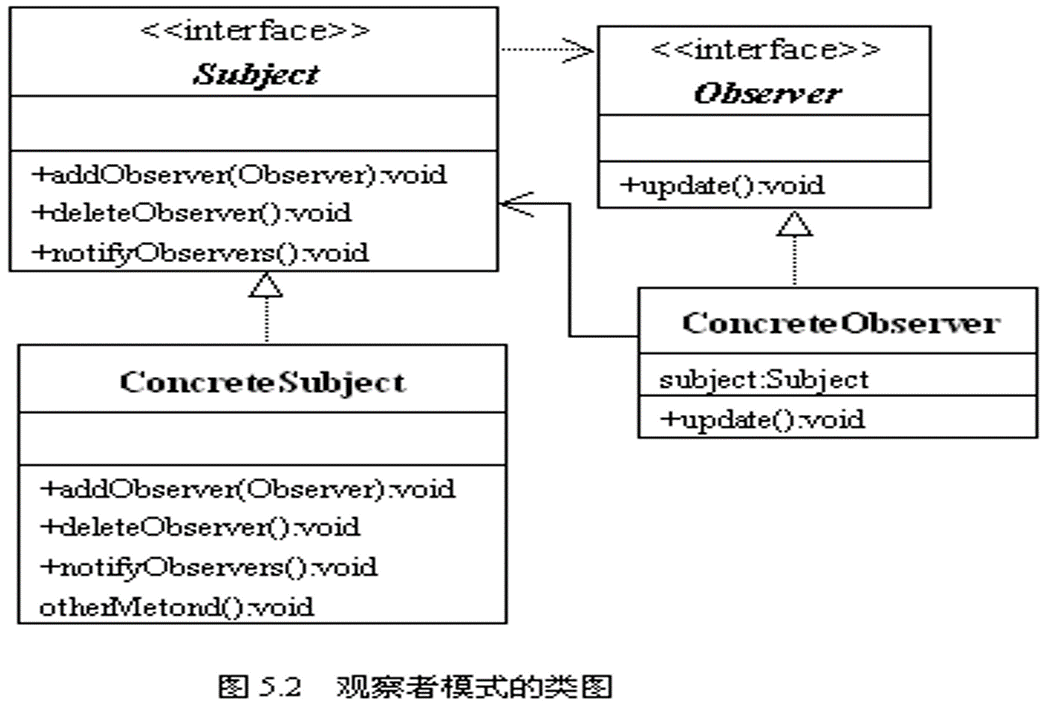 <<interface>>
Subject
+addObserver(Observer):void
+deleteObserver():void
+notifyObservers():void
<<interface>>
Observer
+update():void
ConcreteSubject
+addObserver(Observer):void
+deleteObserver():void
+notifyObservers():void
otherMetond():void
ConcreteObserver
subject:Subject
+update():void
图 5.2 观察者模式的类图